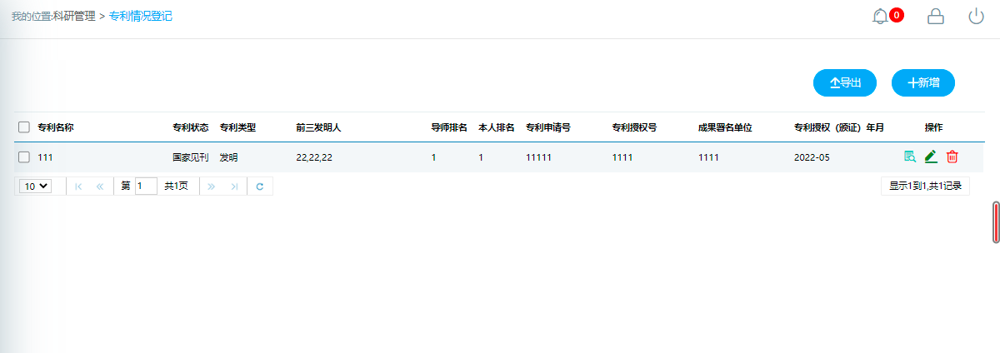 我的位置:科研管理 > 专利情况登记
0
导出 新增
专利名称 专利状态 专利类型 前三发明人 导师排名 本人排名 专利申请号 专利授权号 成果署名单位 专利授权（颁证）年月 操作
111 国家见刊 发明 22,22,22 1 1 11111 1111 1111 2022-05
10 第 1 共1页 显示1到1,共1记录